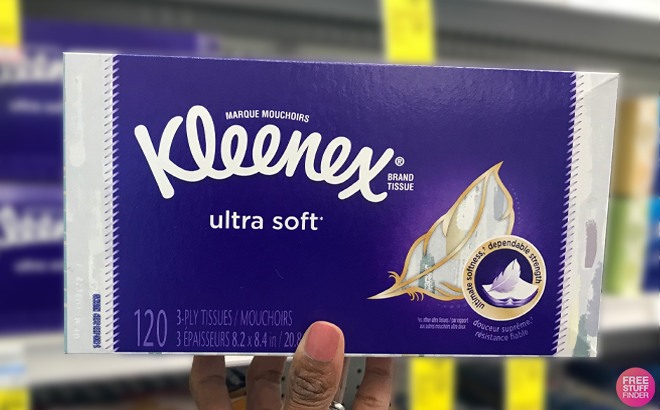 MARQUE MOUCHOIRS
Kleenex®
BRAND
TISSUE
ultra soft*
ultimate softness,* dependable strength
douceur suprême,*
résistance fiable
120
3-PLY TISSUES / MOUCHOIRS
3 ÉPAISSEURS 8.2 x 8.4 in / 20.8
FREE
STUFF
FINDER